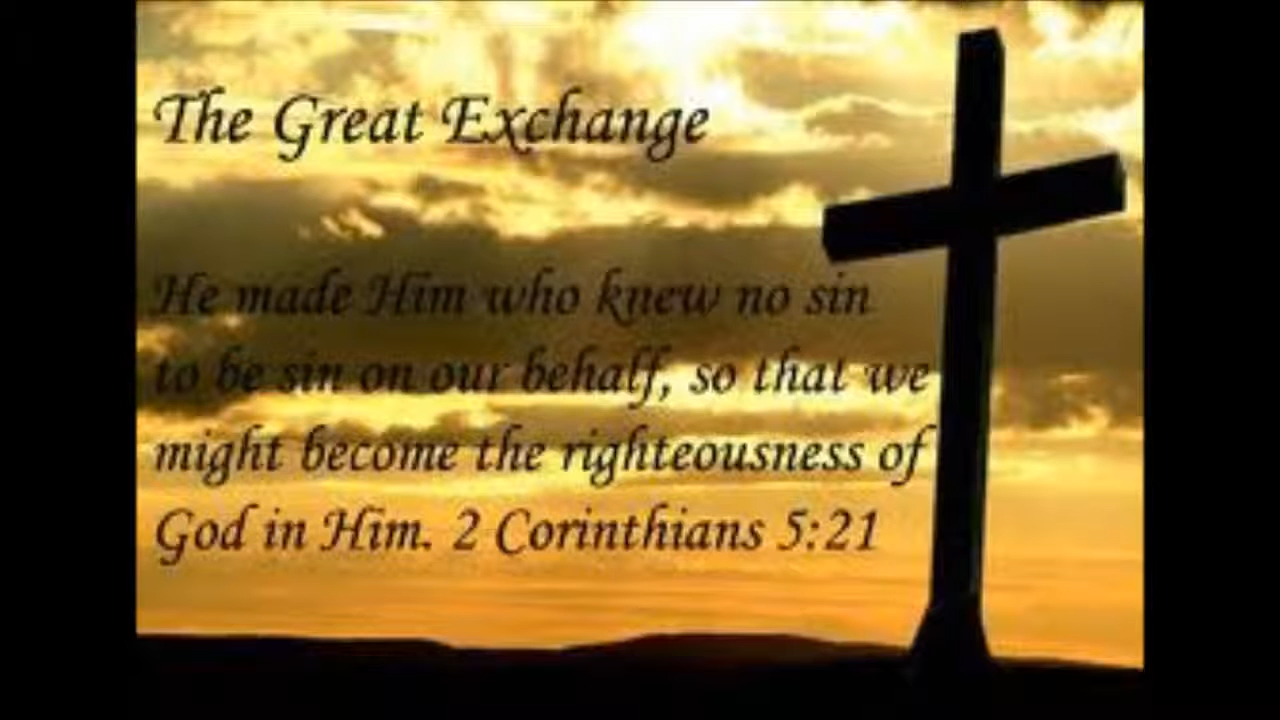 The Great Exchange
He made Him who knew no sin
to be sin on our behalf, so that we
might become the righteousness of
God in Him. 2 Corinthians 5:21